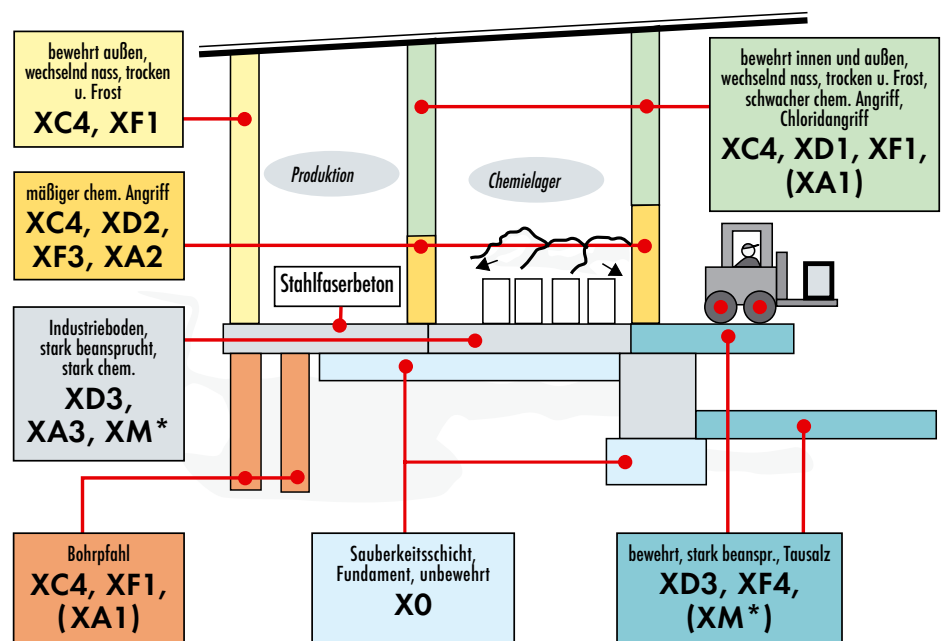 bewehrt außen,
wechselnd nass, trocken
u. Frost
XC4, XF1
bewehrt innen und außen,
wechselnd nass, trocken u. Frost,
schwacher chem. Angriff,
Chloridangriff
XC4, XD1, XF1,
(XA1)
Produktion
Chemielager
mäßiger chem. Angriff
XC4, XD2,
XF3, XA2
Stahlfaserbeton
Industrieboden,
stark beansprucht,
stark chem.
XD3,
XA3, XM*
Bohrpfahl
XC4, XF1,
(XA1)
Sauberkeitsschicht,
Fundament, unbewehrt
X0
bewehrt, stark beanspr., Tausalz
XD3, XF4,
(XM*)